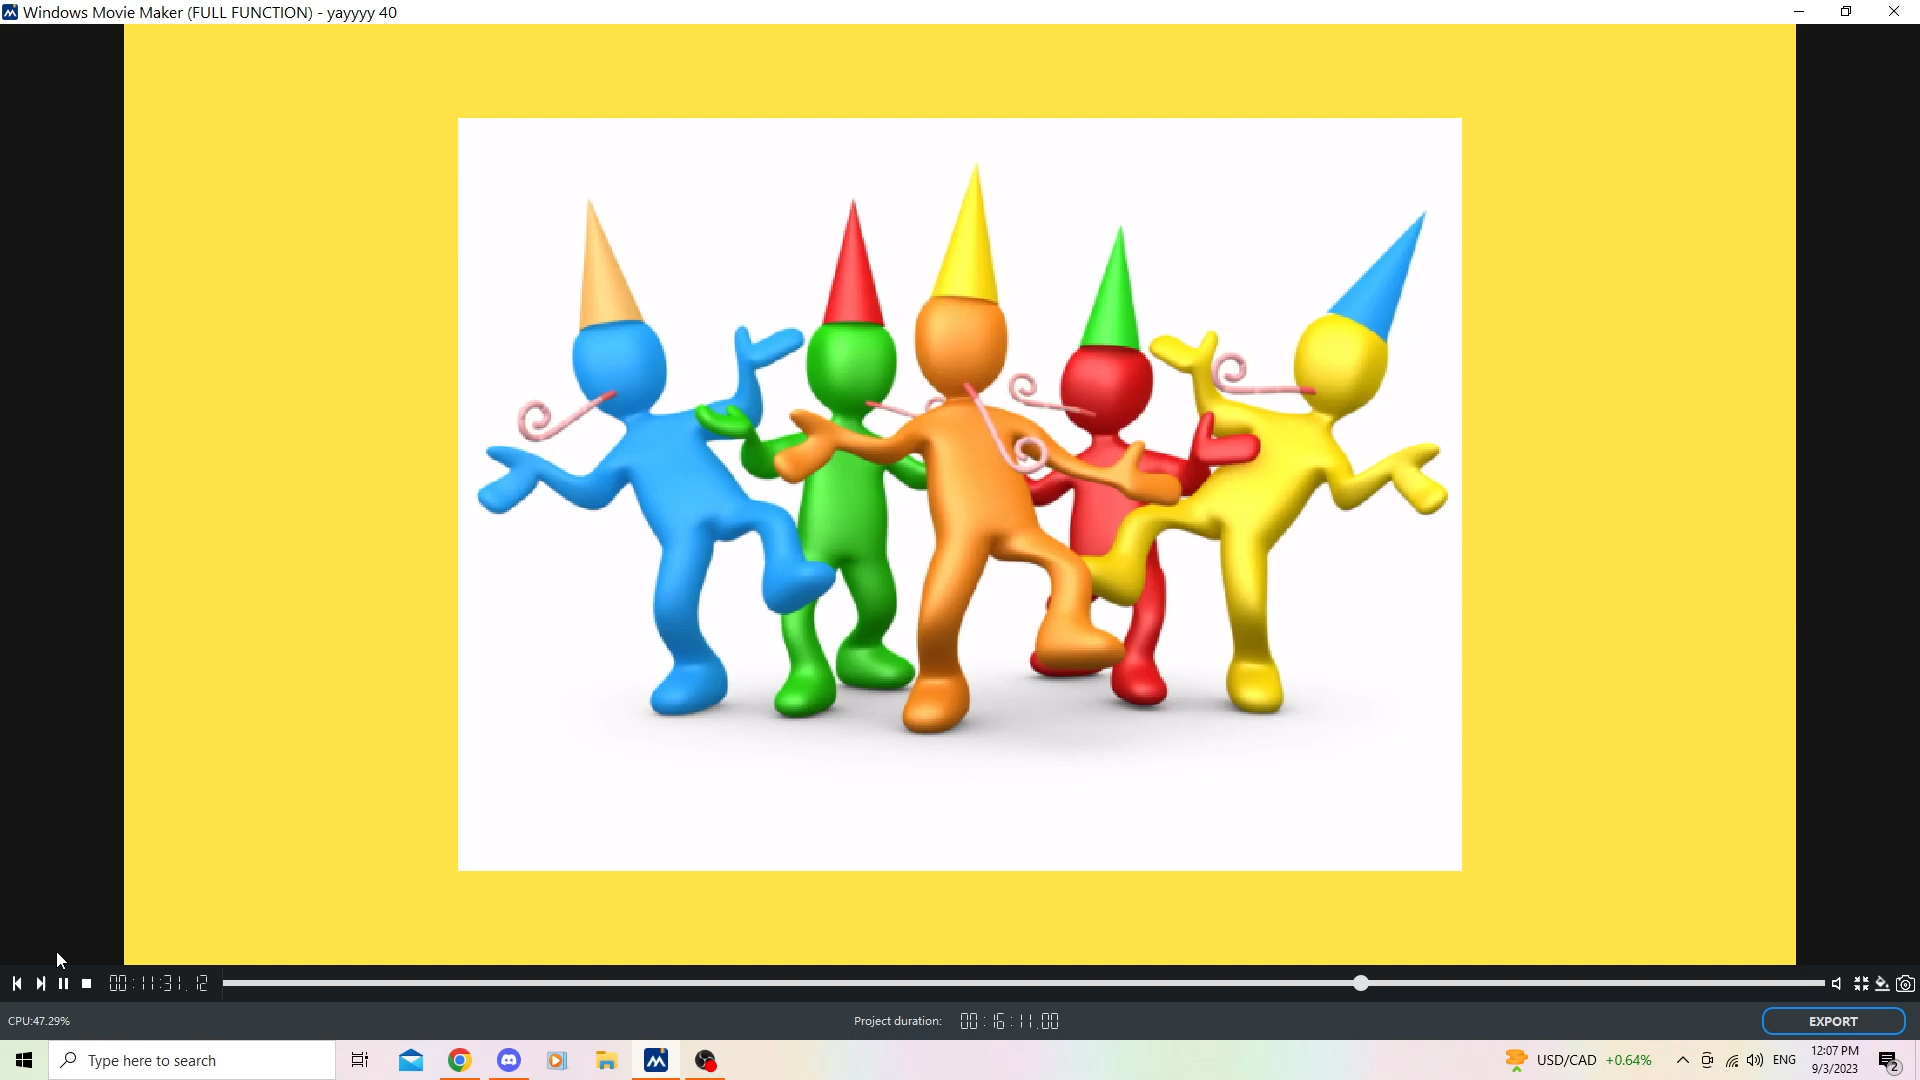 Windows Movie Maker (FULL FUNCTION) - yayyyy 40
00:11:31.12
CPU:47.29%
Project duration: 00:16:11.00
EXPORT
Type here to search
USD/CAD +0.64%
ENG
12:07 PM
9/3/2023
2